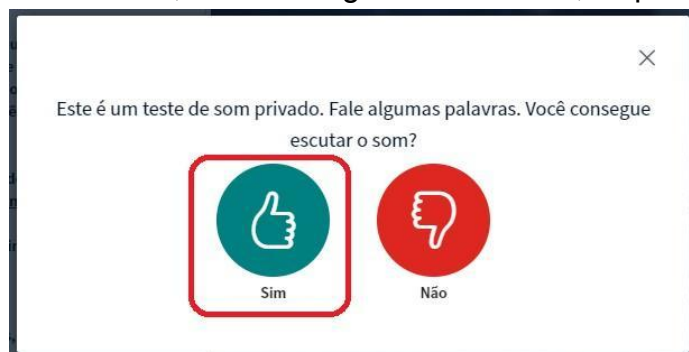 Este é um teste de som privado. Fale algumas palavras. Você consegue
escutar o som?
Sim
Não